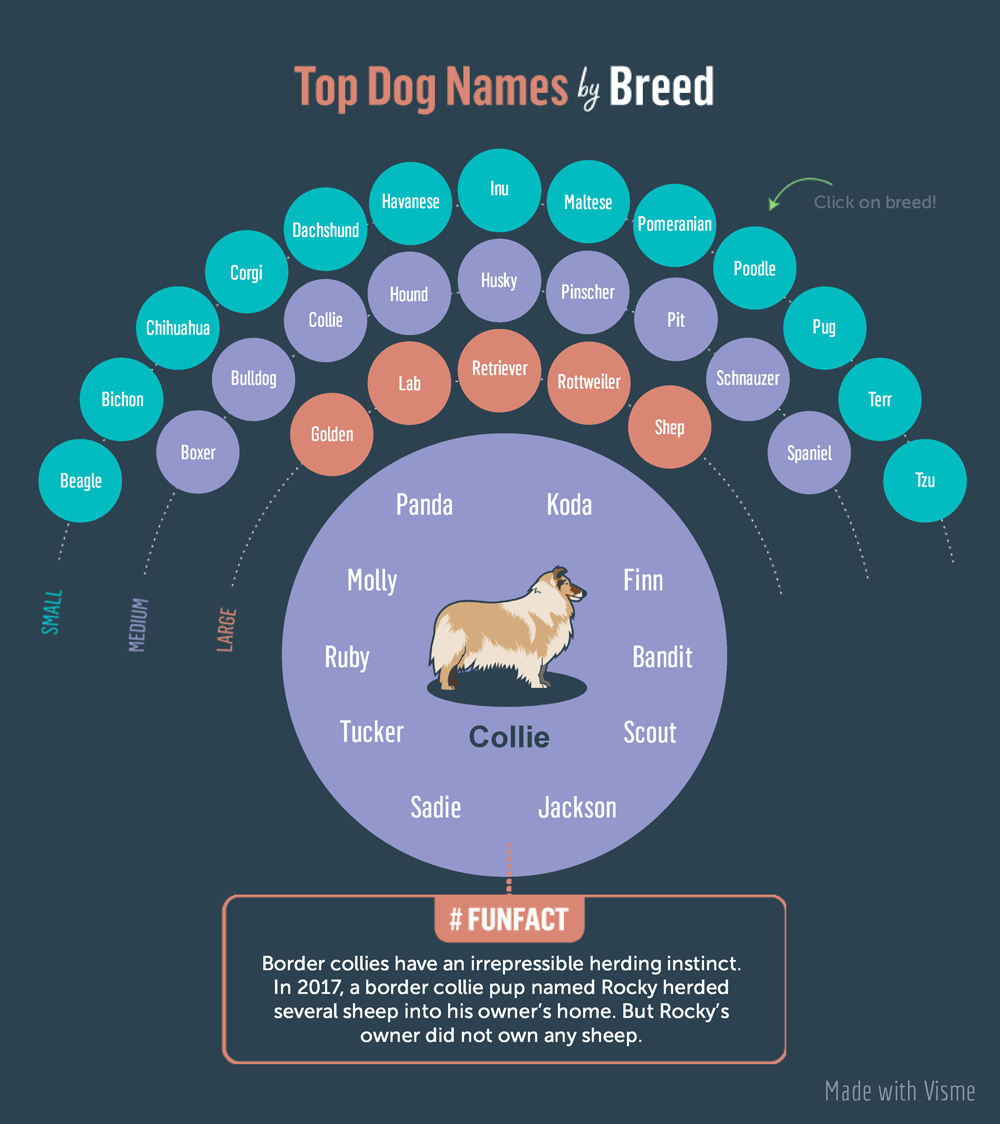 Top Dog Names by Breed
Click on breed!
Beagle
Bichon
Chihuahua
Corgi
Dachshund
Havanese
Inu
Maltese
Pomeranian
Poodle
Pug
Terr
Tzu
Boxer
Bulldog
Collie
Hound
Husky
Pinscher
Pit
Schnauzer
Spaniel
Golden
Lab
Retriever
Rottweiler
Shep
SMALL
MEDIUM
LARGE
Panda
Koda
Molly
Finn
Ruby
Bandit
Tucker
Scout
Sadie
Jackson
Collie
# FUNFACT
Border collies have an irrepressible herding instinct.
In 2017, a border collie pup named Rocky herded
several sheep into his owner's home. But Rocky's
owner did not own any sheep.
Made with Visme